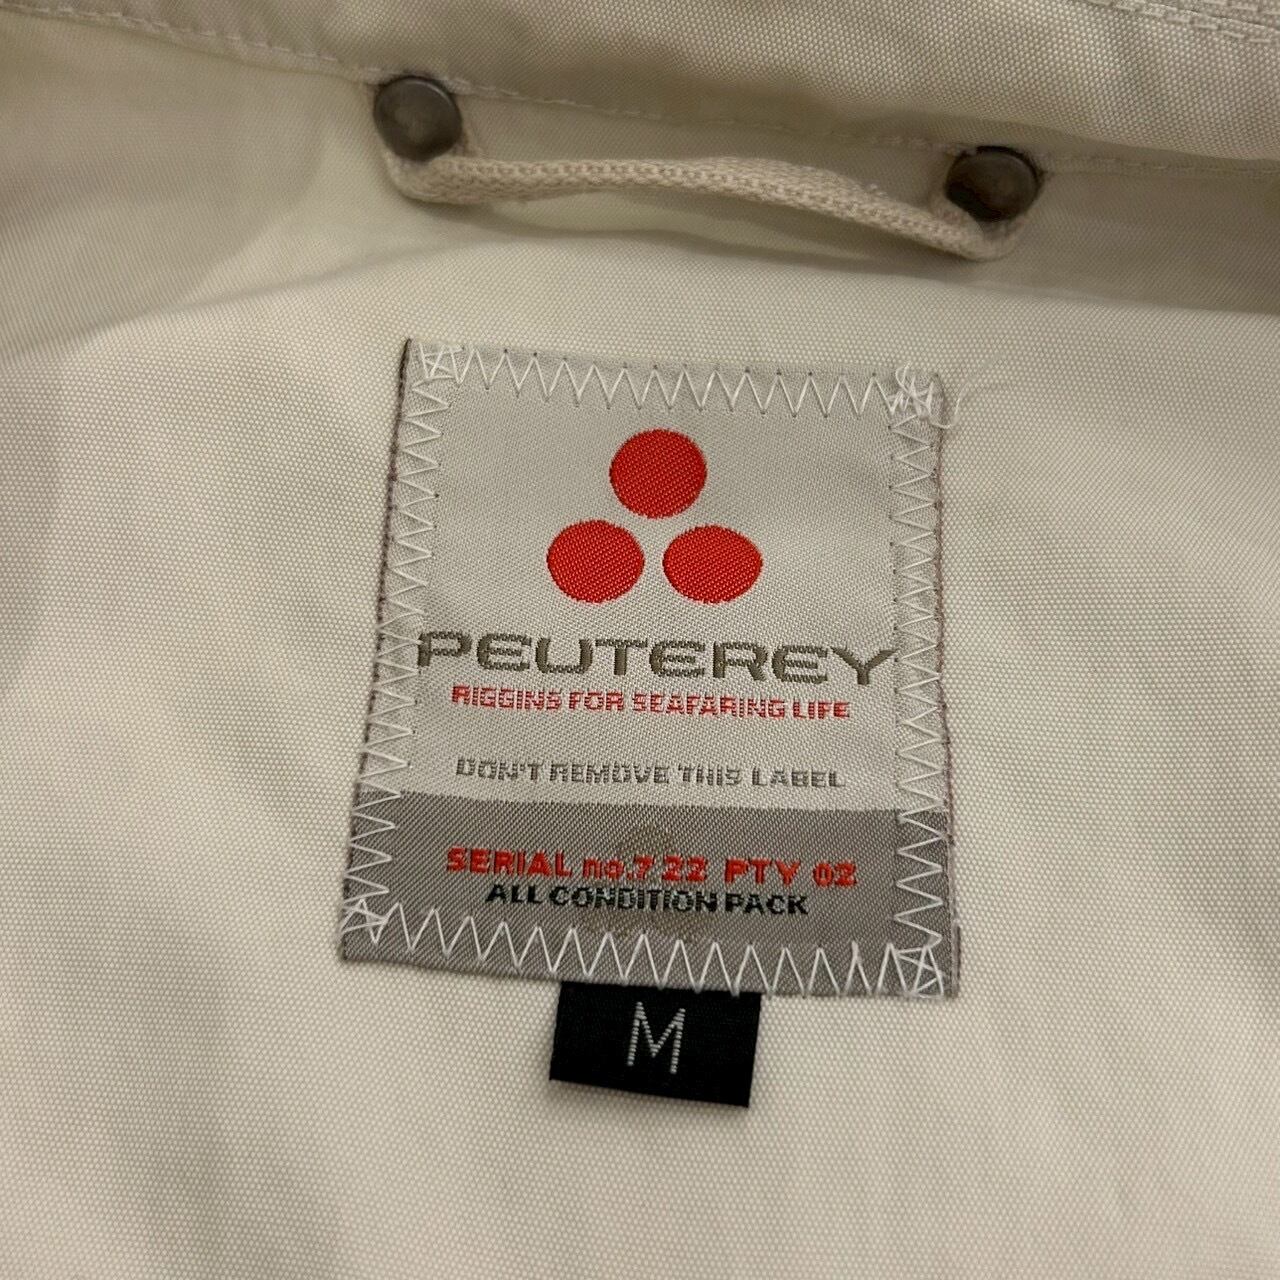 PEUTEREY
RIGGINS FOR SEAFARING LIFE
DON'T REMOVE THIS LABEL
SERIAL no.7 22 PTY 02
ALL CONDITION PACK
M